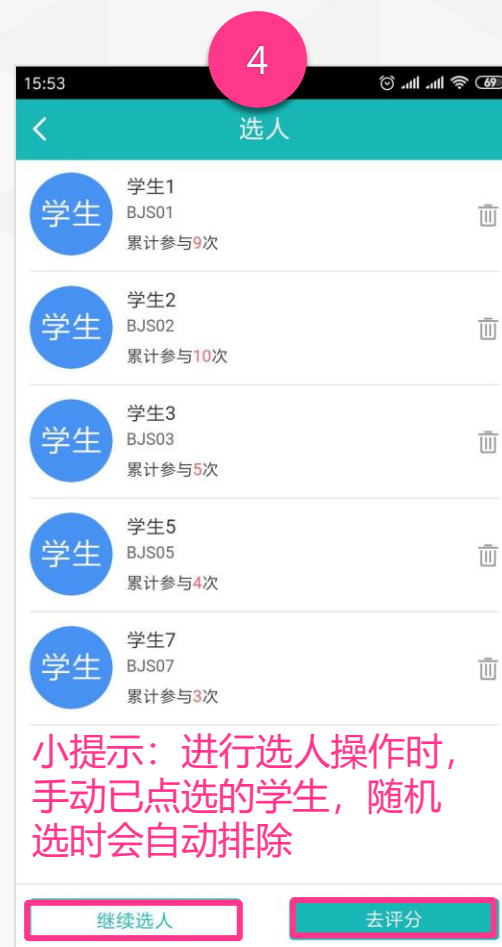 4
15:53
69
选人
学生
学生1
BJS01
累计参与9次
学生
学生2
BJS02
累计参与10次
学生
学生3
BJS03
累计参与5次
学生
学生5
BJS05
累计参与4次
学生
学生7
BJS07
累计参与3次
小提示：进行选人操作时，
手动已点选的学生，随机
选时会自动排除
继续选人
去评分